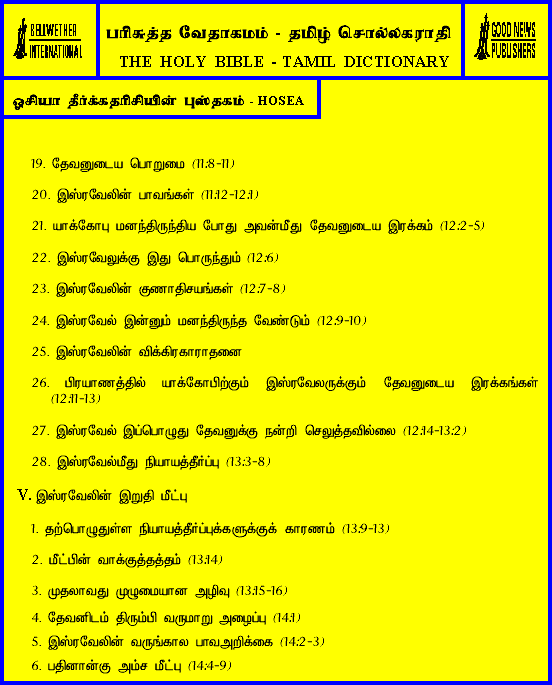 BELLWETHER
INTERNATIONAL
பரிசுத்த வேதாகமம் - தமிழ் சொல்லகராதி
THE HOLY BIBLE - TAMIL DICTIONARY
GOOD NEWS
PUBLISHERS
ஓசியா தீர்க்கதரிசியின் புஸ்தகம் - HOSEA
19. தேவனுடைய பொறுமை (11:8-11)
20. இஸ்ரவேலின் பாவங்கள் (11:12-12:1)
21. யாக்கோபு மனந்திருந்திய போது அவன்மீது தேவனுடைய இரக்கம் (12:2-5)
22. இஸ்ரவேலுக்கு இது பொருந்தும் (12:6)
23. இஸ்ரவேலின் குணாதிசயங்கள் (12:7-8)
24. இஸ்ரவேல் இன்னும் மனந்திருந்த வேண்டும் (12:9-10)
25. இஸ்ரவேலின் விக்கிரகாராதனை
26. பிரயாணத்தில் யாக்கோபிற்கும் இஸ்ரவேலருக்கும் தேவனுடைய இரக்கங்கள்
(12:11-13)
27. இஸ்ரவேல் இப்பொழுது தேவனுக்கு நன்றி செலுத்தவில்லை (12:14-13:2)
28. இஸ்ரவேல்மீது நியாயத்தீர்ப்பு (13:3-8)
V. இஸ்ரவேலின் இறுதி மீட்பு
1. தற்பொழுதுள்ள நியாயத்தீர்ப்புக்களுக்குக் காரணம் (13:9-13)
2. மீட்பின் வாக்குத்தத்தம் (13:14)
3. முதலாவது முழுமையான அழிவு (13:15-16)
4. தேவனிடம் திரும்பி வருமாறு அழைப்பு (14:1)
5. இஸ்ரவேலின் வருங்கால பாவஅறிக்கை (14:2-3)
6. பதினான்கு அம்ச மீட்பு (14:4-9)